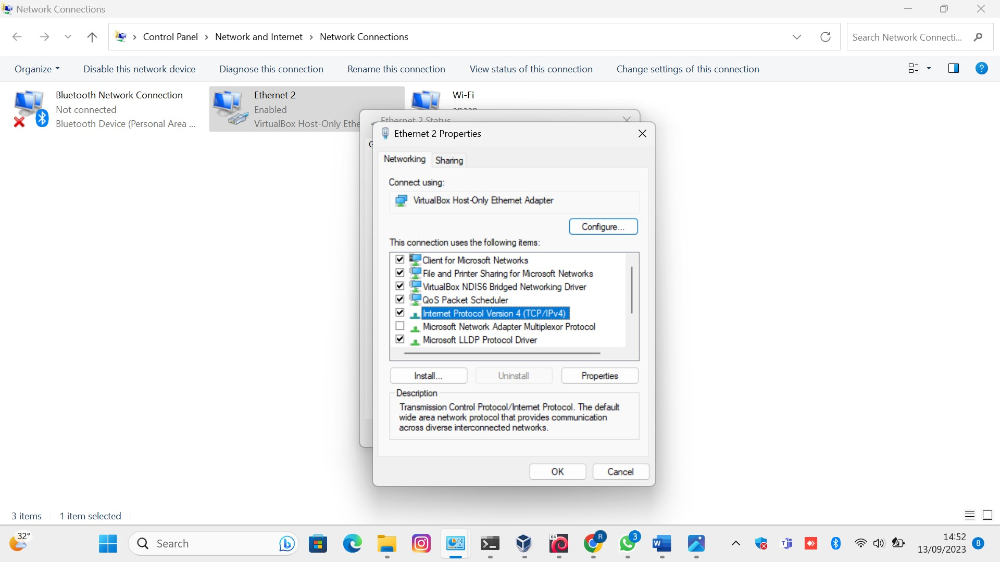 Network Connections
Control Panel > Network and Internet > Network Connections
Search Network Connecti...
Organize
Disable this network device
Diagnose this connection
Rename this connection
View status of this connection
Change settings of this connection
Bluetooth Network Connection
Not connected
Bluetooth Device (Personal Area ...
Ethernet 2
Enabled
VirtualBox Host-Only Ethe
Wi-Fi
Ethernet 2 Status
Ethernet 2 Properties
Networking
Sharing
Connect using:
VirtualBox Host-Only Ethernet Adapter
Configure...
This connection uses the following items:
Client for Microsoft Networks
File and Printer Sharing for Microsoft Networks
VirtualBox NDIS6 Bridged Networking Driver
QoS Packet Scheduler
Internet Protocol Version 4 (TCP/IPv4)
Microsoft Network Adapter Multiplexor Protocol
Microsoft LLDP Protocol Driver
Install...
Uninstall
Properties
Description
Transmission Control Protocol/Internet Protocol. The default
wide area network protocol that provides communication
across diverse interconnected networks.
OK
Cancel
3 items
1 item selected
32°
Search
64
R
3
W
14:52
13/09/2023
8